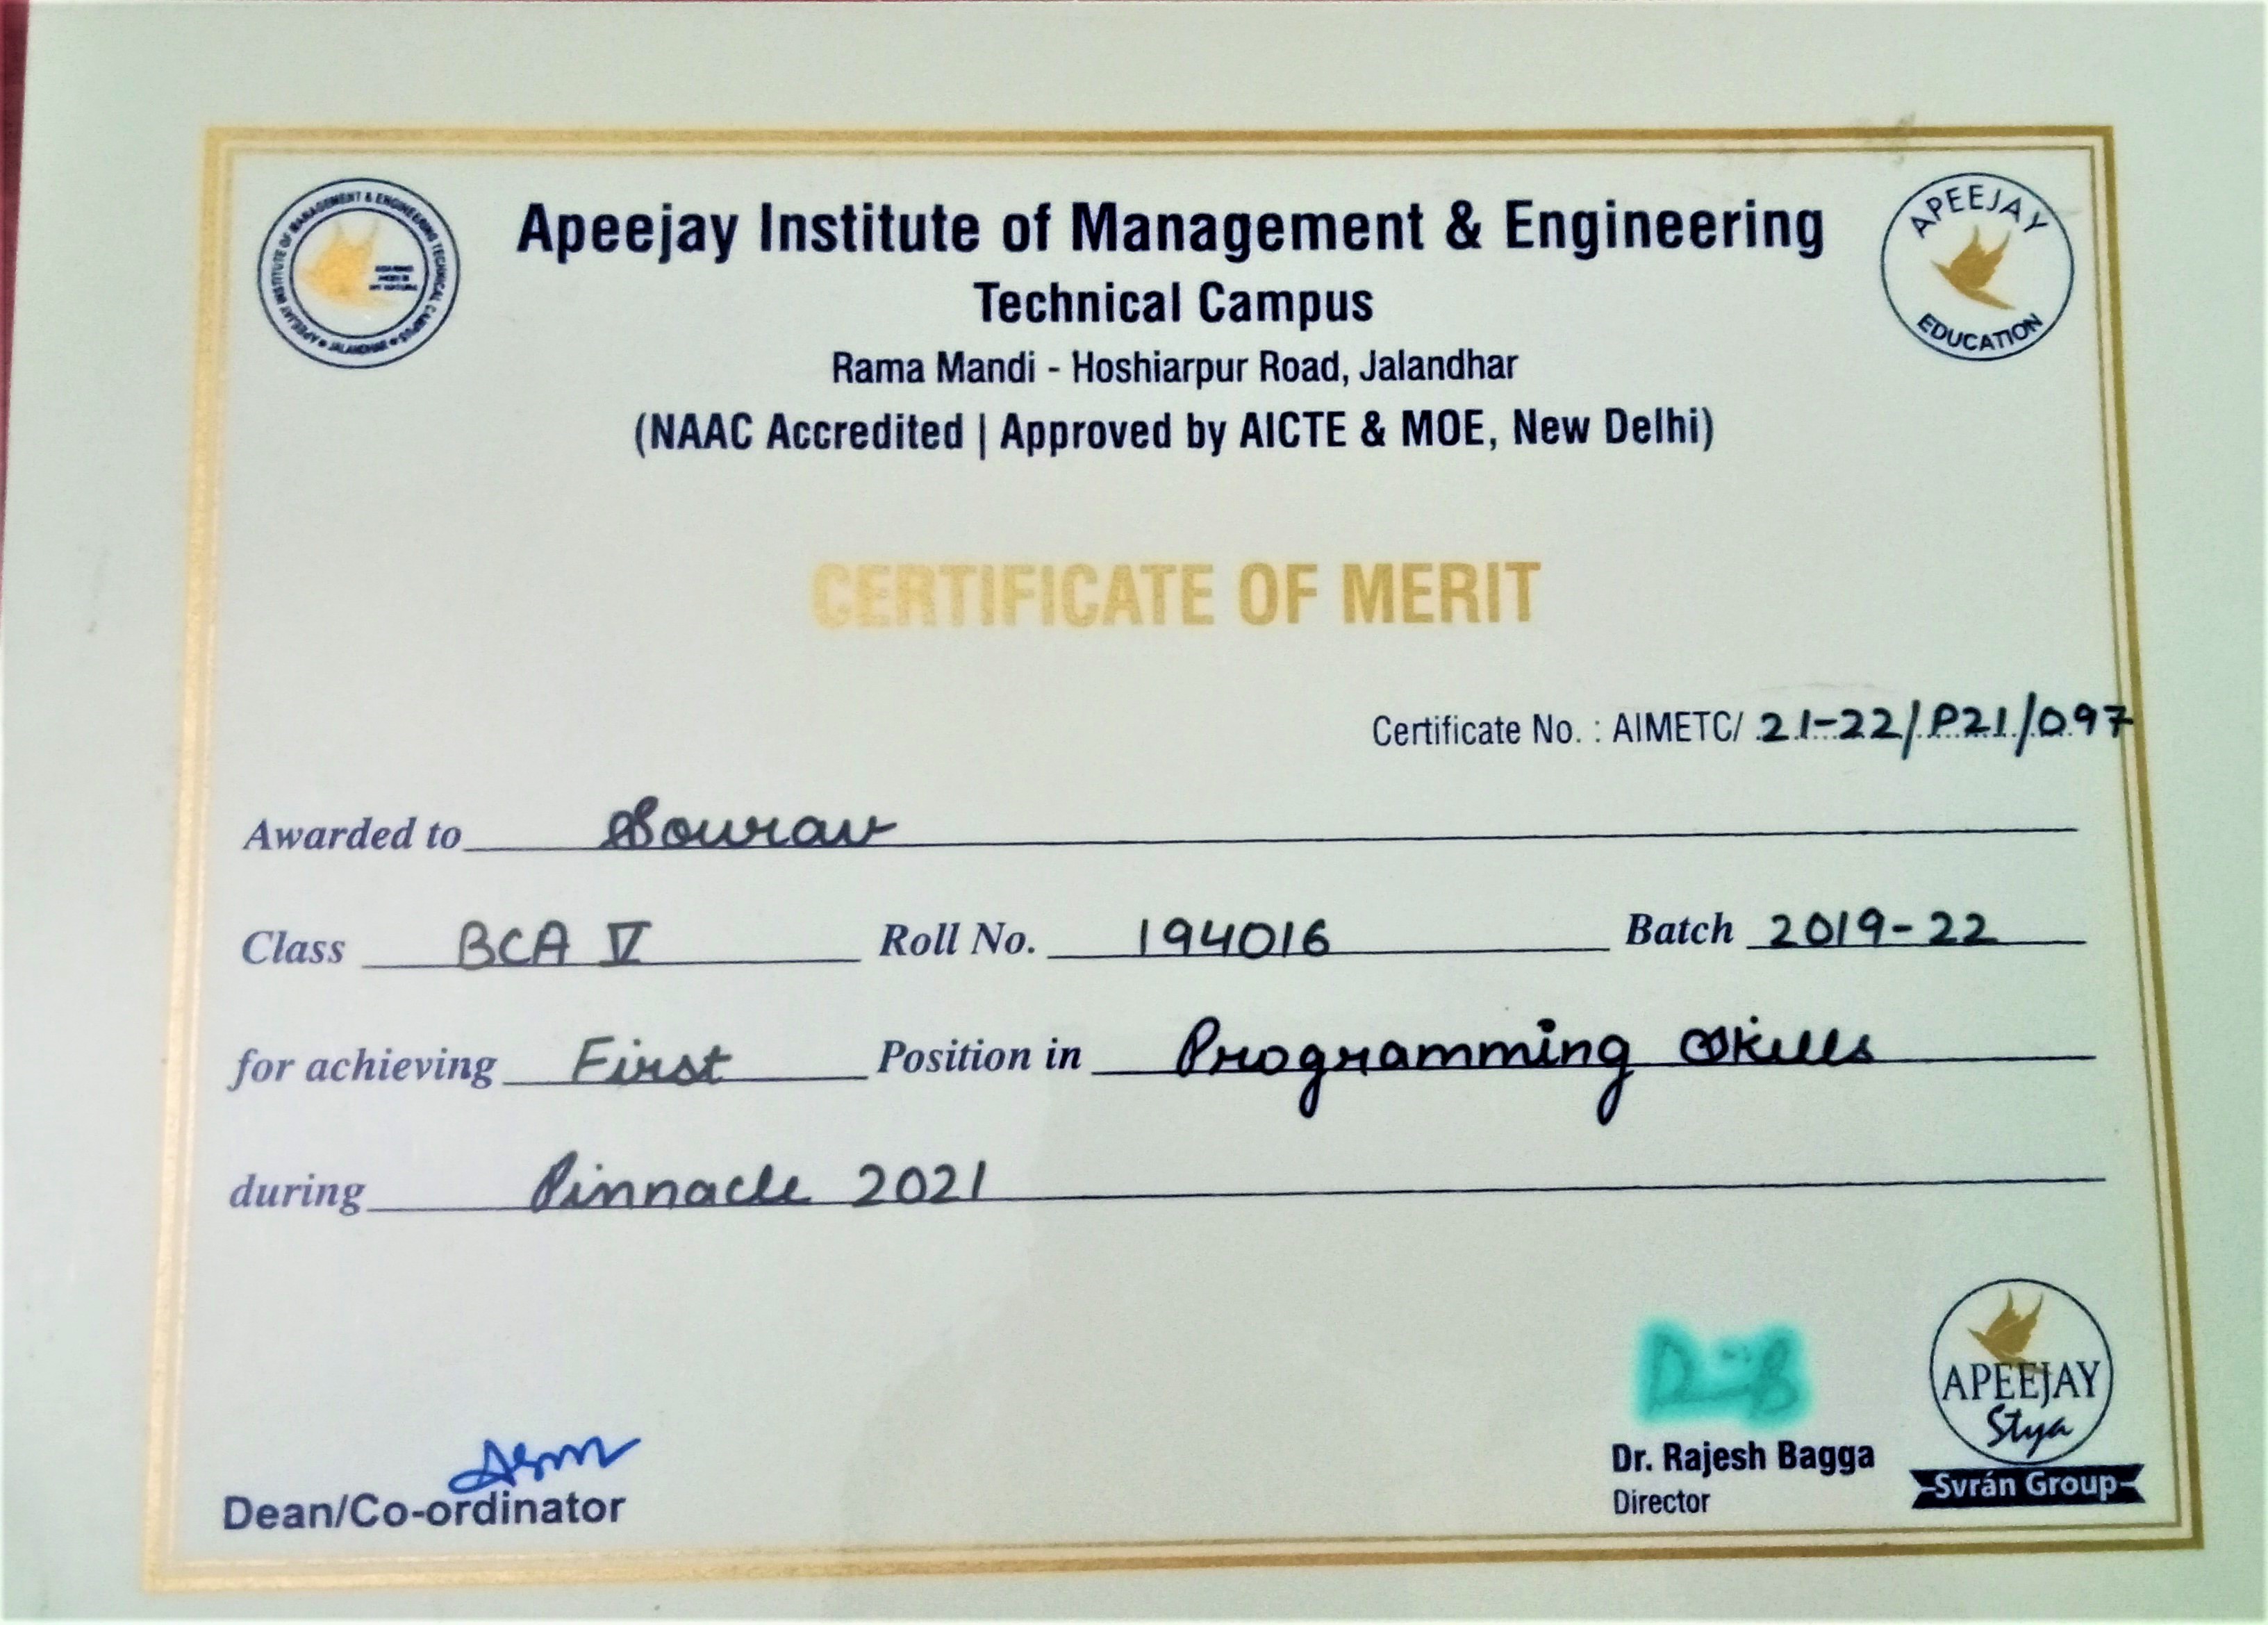 APEEJAY INSTITUTE OF MANAGEMENT & ENGINEERING TECHNICAL CAMPUS
JALANDHAR
Apeejay Institute of Management & Engineering
Technical Campus
Rama Mandi - Hoshiarpur Road, Jalandhar
(NAAC Accredited | Approved by AICTE & MOE, New Delhi)
APEEJAY
EDUCATION
CERTIFICATE OF MERIT
Certificate No. : AIMETC/ 21-22/P21/097
Awarded to Sourav
Class BCA V Roll No. 194016 Batch 2019-22
for achieving First Position in Programming Skills
during Pinnacle 2021
Dean/Co-ordinator
Dr. Rajesh Bagga
Director
APEEJAY
Stya
Svrán Group